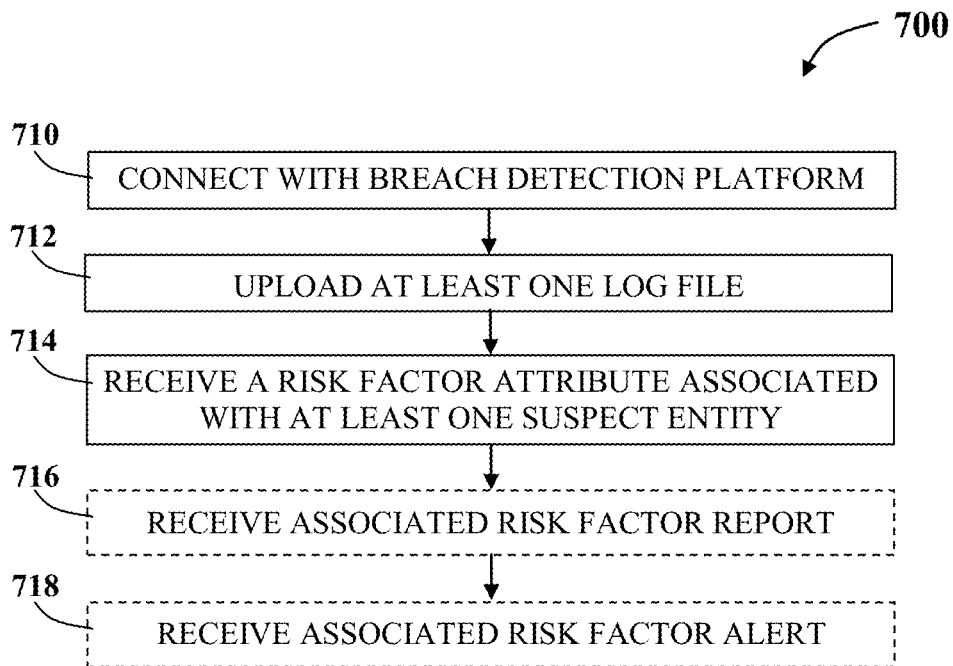 700
710
CONNECT WITH BREACH DETECTION PLATFORM
712
UPLOAD AT LEAST ONE LOG FILE
714
RECEIVE A RISK FACTOR ATTRIBUTE ASSOCIATED
WITH AT LEAST ONE SUSPECT ENTITY
716
RECEIVE ASSOCIATED RISK FACTOR REPORT
718
RECEIVE ASSOCIATED RISK FACTOR ALERT